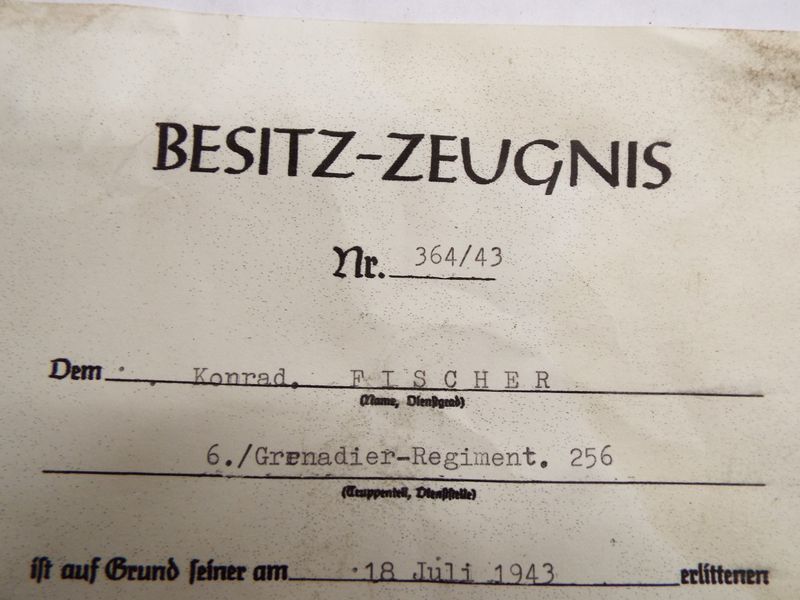 BESITZ-ZEUGNIS
Nr. 364/43
Dem Konrad. FISCHER
(Name, Dienstgrad)
6./Grenadier-Regiment. 256
(Truppenteil, Dienststelle)
ist auf Grund seiner am 18 Juli 1943 erlittenen